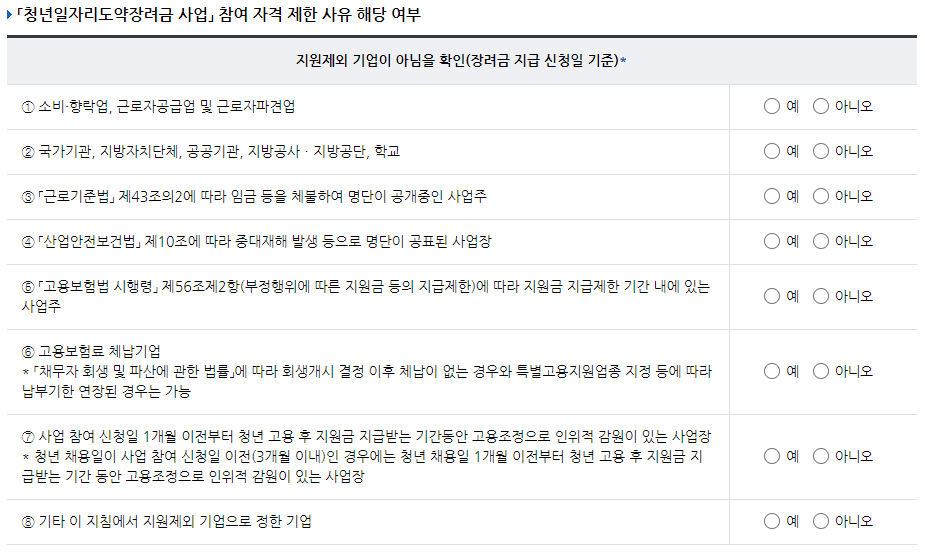 「청년일자리도약장려금 사업」 참여 자격 제한 사유 해당 여부
지원제외 기업이 아님을 확인(장려금 지급 신청일 기준)*
① 소비·향락업, 근로자공급업 및 근로자파견업 예 아니오
② 국가기관, 지방자치단체, 공공기관, 지방공사 · 지방공단, 학교 예 아니오
③ 「근로기준법」 제43조의2에 따라 임금 등을 체불하여 명단이 공개중인 사업주 예 아니오
④ 「산업안전보건법」 제10조에 따라 중대재해 발생 등으로 명단이 공표된 사업장 예 아니오
⑤ 「고용보험법 시행령」 제56조제2항(부정행위에 따른 지원금 등의 지급제한)에 따라 지원금 지급제한 기간 내에 있는
사업주 예 아니오
⑥ 고용보험료 체납기업
* 「채무자 회생 및 파산에 관한 법률」에 따라 회생개시 결정 이후 체납이 없는 경우와 특별고용지원업종 지정 등에 따라 예 아니오
납부기한 연장된 경우는 가능
⑦ 사업 참여 신청일 1개월 이전부터 청년 고용 후 지원금 지급받는 기간동안 고용조정으로 인위적 감원이 있는 사업장
* 청년 채용일이 사업 참여 신청일 이전(3개월 이내)인 경우에는 청년 채용일 1개월 이전부터 청년 고용 후 지원금 지 예 아니오
급받는 기간 동안 고용조정으로 인위적 감원이 있는 사업장
⑧ 기타 이 지침에서 지원제외 기업으로 정한 기업 예 아니오